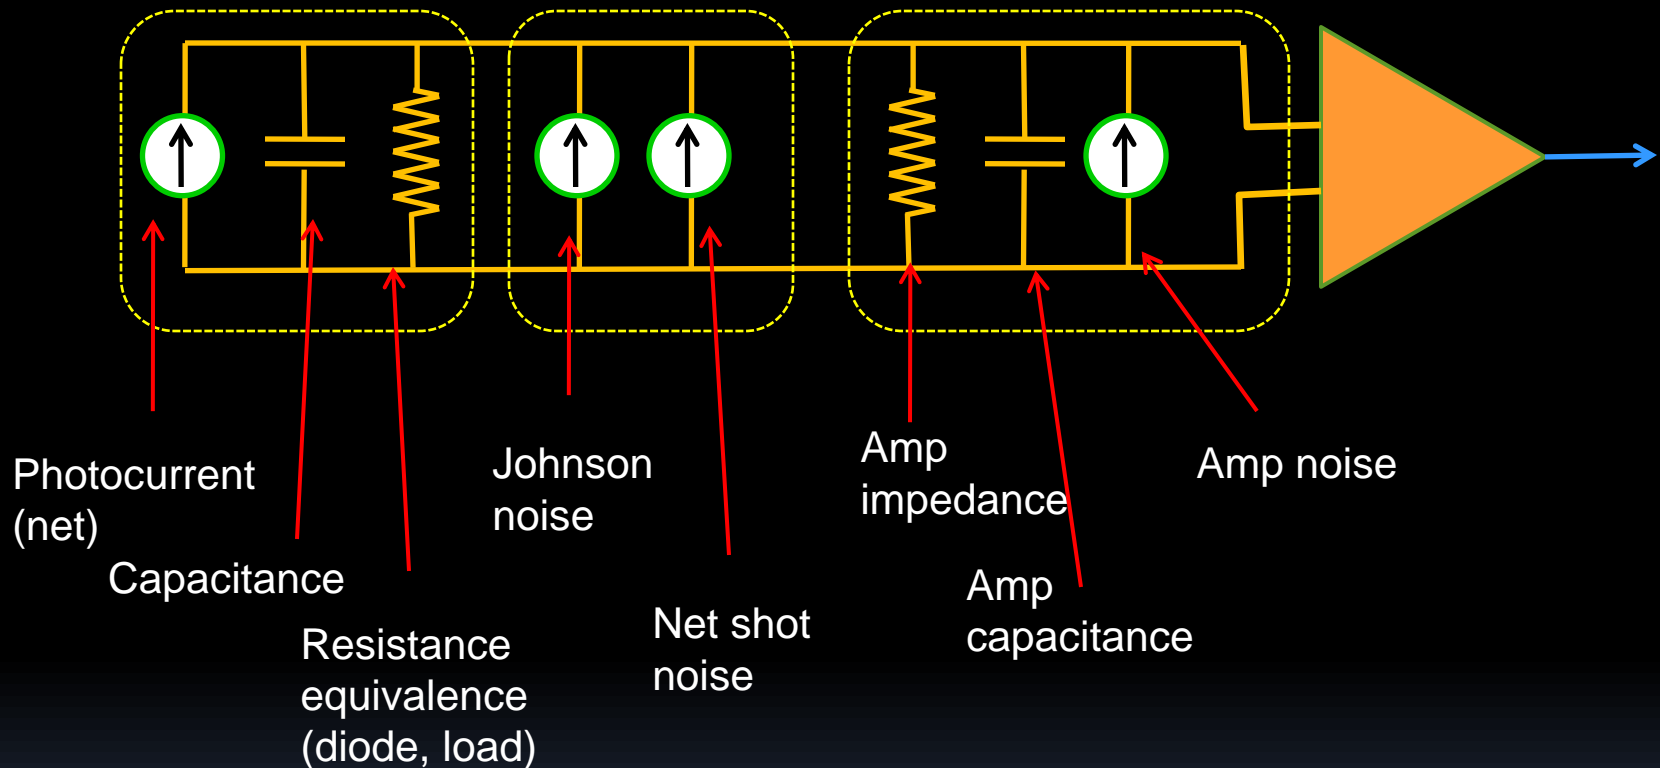 Photocurrent
(net)
Capacitance
Resistance
equivalence
(diode, load)
Johnson
noise
Net shot
noise
Amp
impedance
Amp
capacitance
Amp noise